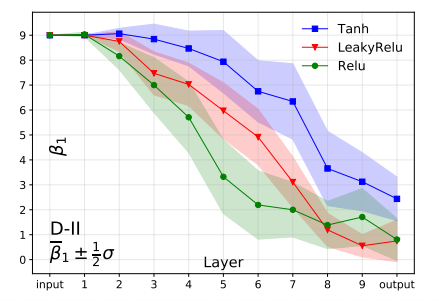 9
8
7
6
5
4
3
2
1
0
β₁
Tanh
LeakyRelu
Relu
D-II
β̅₁ ± ½σ
Layer
input 1 2 3 4 5 6 7 8 9 output